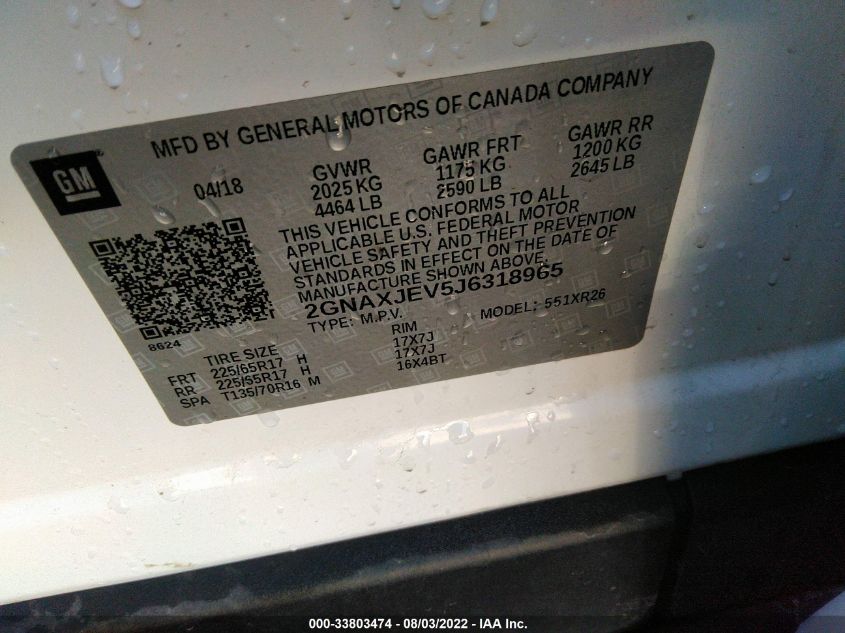 MFD BY GENERAL MOTORS OF CANADA COMPANY
GM
04/18
GVWR
2025 KG
4464 LB
GAWR FRT
1175 KG
2590 LB
GAWR RR
1200 KG
2645 LB
THIS VEHICLE CONFORMS TO ALL
APPLICABLE U.S. FEDERAL MOTOR
VEHICLE SAFETY AND THEFT PREVENTION
STANDARDS IN EFFECT ON THE DATE OF
MANUFACTURE SHOWN ABOVE.
2GNAXJEV5J6318965
TYPE: M.P.V. MODEL: 551XR26
8624
TIRE SIZE RIM
FRT 225/65R17 H 17X7J
RR 225/65R17 H 17X7J
SPA T135/70R16 M 16X4BT
000-33803474 - 08/03/2022 - IAA Inc.